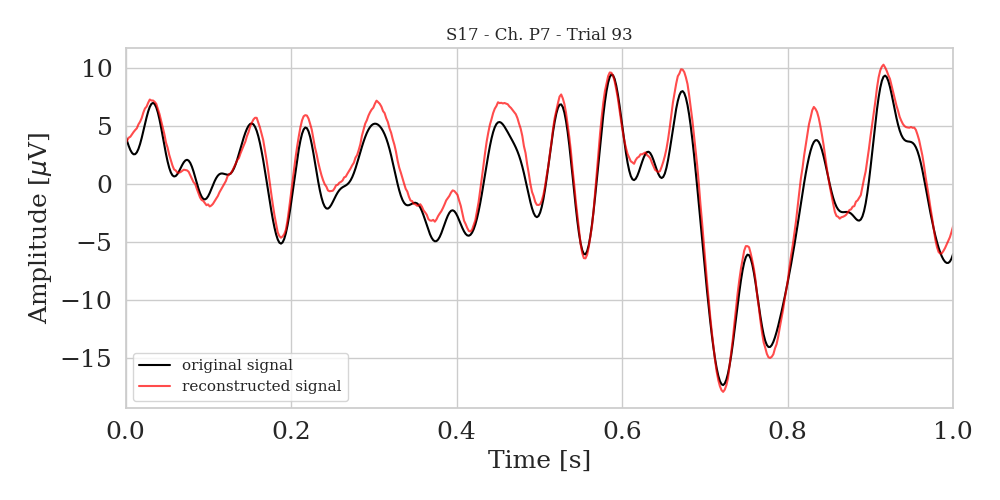 S17 - Ch. P7 - Trial 93
Amplitude [μV]
10
5
0
−5
−10
−15
original signal
reconstructed signal
0.0 0.2 0.4 0.6 0.8 1.0
Time [s]